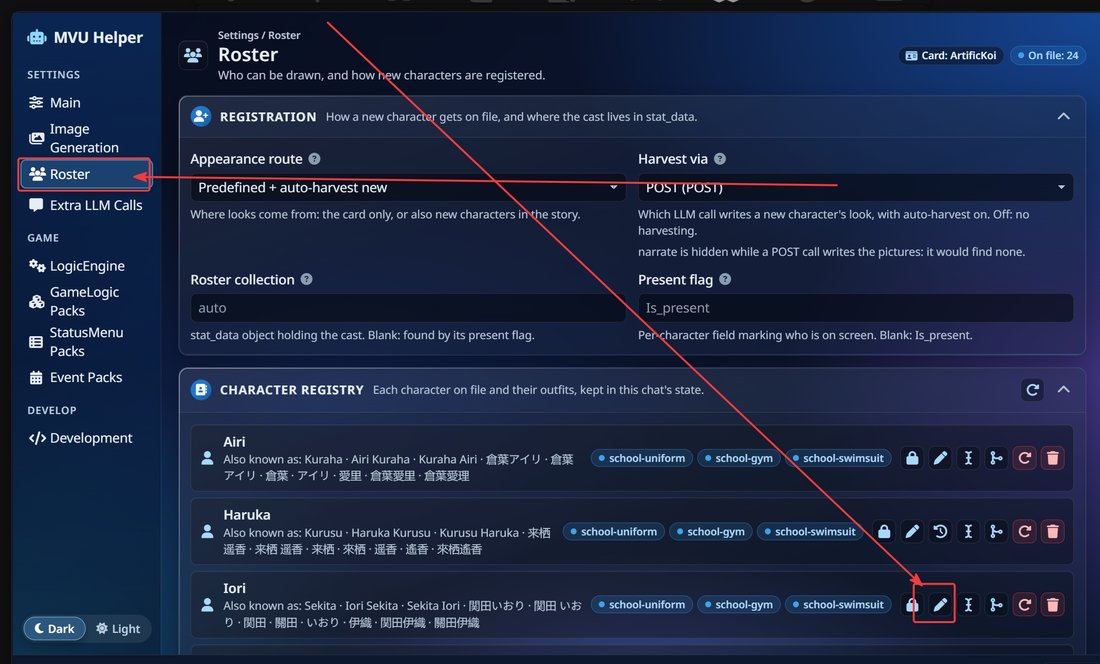 MVU Helper
SETTINGS
Main
Image
Generation
Roster
Extra LLM Calls
GAME
LogicEngine
GameLogic
Packs
StatusMenu
Packs
Event Packs
DEVELOP
Development
Dark
Light
Settings / Roster
Roster
Who can be drawn, and how new characters are registered.
Card: ArtificKoi
On file: 24
REGISTRATION How a new character gets on file, and where the cast lives in stat_data.
Appearance route ?
Predefined + auto-harvest new
Where looks come from: the card only, or also new characters in the story.
Harvest via ?
POST (POST)
Which LLM call writes a new character's look, with auto-harvest on. Off: no
harvesting.
narrate is hidden while a POST call writes the pictures: it would find none.
Roster collection ?
auto
stat_data object holding the cast. Blank: found by its present flag.
Present flag ?
Is_present
Per-character field marking who is on screen. Blank: Is_present.
CHARACTER REGISTRY Each character on file and their outfits, kept in this chat's state.
Airi
Also known as: Kuraha · Airi Kuraha · Kuraha Airi · 倉葉アイリ · 倉葉
アイリ · 倉葉 · アイリ · 愛里 · 倉葉愛里 · 倉葉愛理
school-uniform school-gym school-swimsuit
Haruka
Also known as: Kurusu · Haruka Kurusu · Kurusu Haruka · 来栖
遥香 · 来栖 遥香 · 来栖 · 來栖 · 遥香 · 遙香 · 來栖遙香
school-uniform school-gym school-swimsuit
Iori
Also known as: Sekita · Iori Sekita · Sekita Iori · 関田いおり · 関田 いお
り · 関田 · 關田 · いおり · 伊織 · 関田伊織 · 關田伊織
school-uniform school-gym school-swimsuit